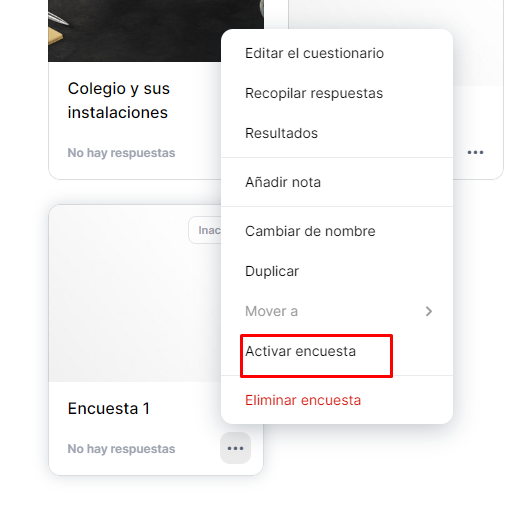 Colegio y sus
instalaciones
No hay respuestas
Inac
Encuesta 1
No hay respuestas
Editar el cuestionario
Recopilar respuestas
Resultados
Añadir nota
Cambiar de nombre
Duplicar
Mover a
Activar encuesta
Eliminar encuesta